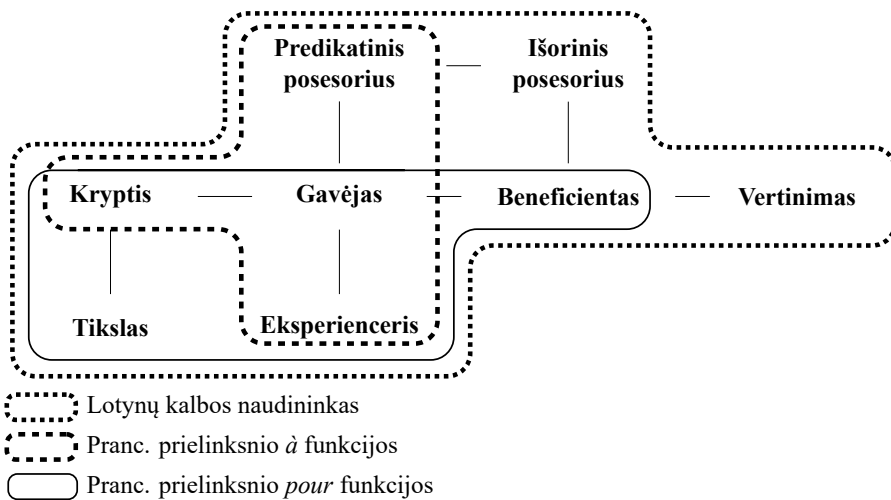 Predikatinis posesorius
Išorinis posesorius
Kryptis
Gavėjas
Beneficientas
Vertinimas
Tikslas
Eksperienceris
Lotynų kalbos naudininkas
Pranc. prielinksnio à funkcijos
Pranc. prielinksnio pour funkcijos